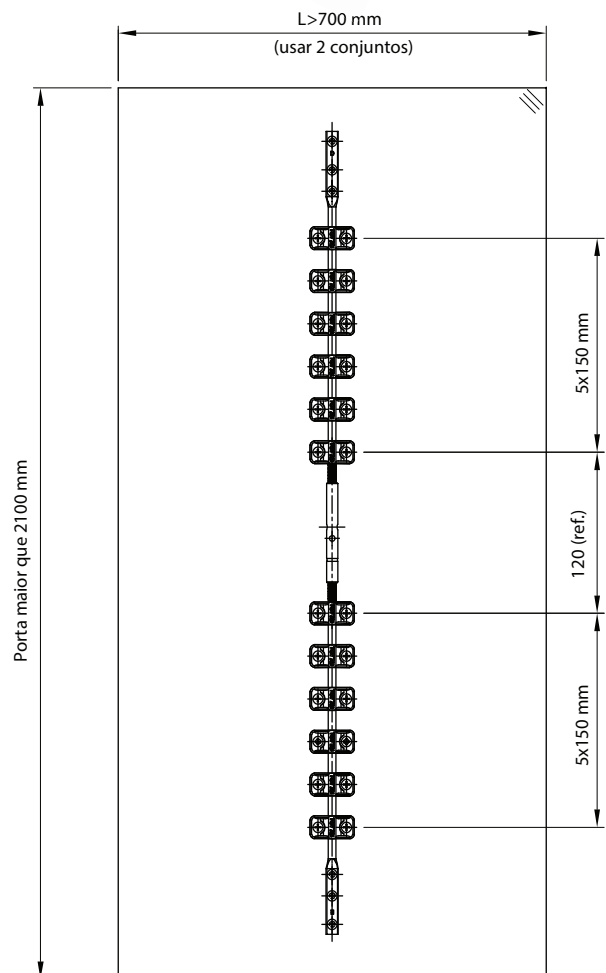 L>700 mm
(usar 2 conjuntos)
Porta maior que 2100 mm
5x150 mm
120 (ref.)
5x150 mm